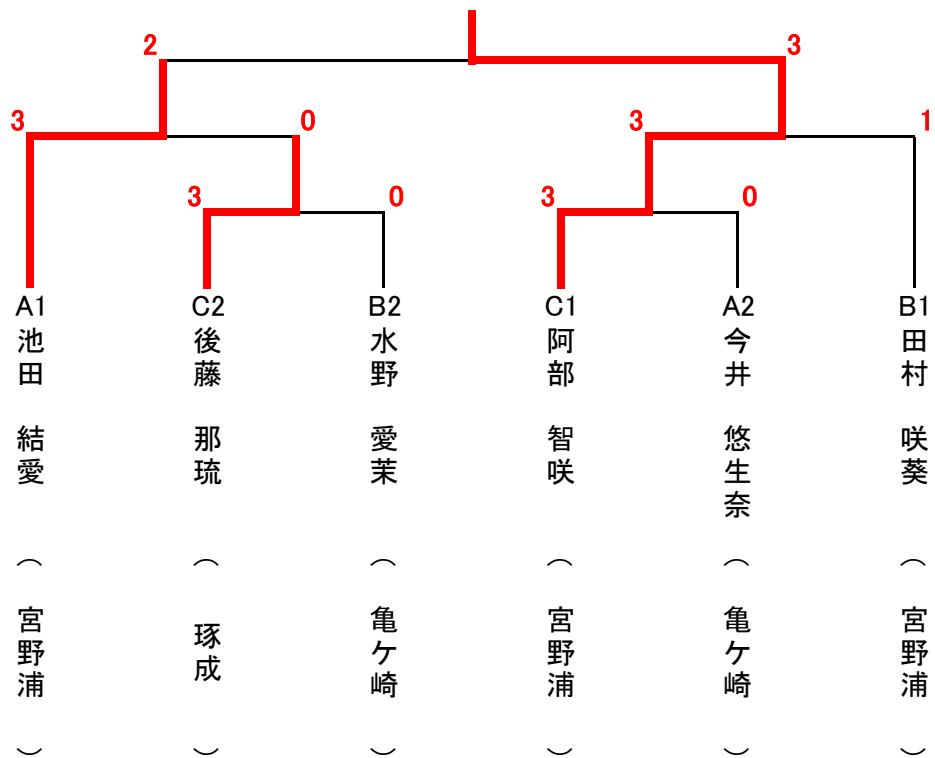 2
3
3
0
3
1
3
0
3
0
A1
池田 結愛 （宮野浦）
C2
後藤 那琉 （琢成）
B2
水野 愛茉 （亀ケ崎）
C1
阿部 智咲 （宮野浦）
A2
今井 悠生奈 （亀ケ崎）
B1
田村 咲葵 （宮野浦）